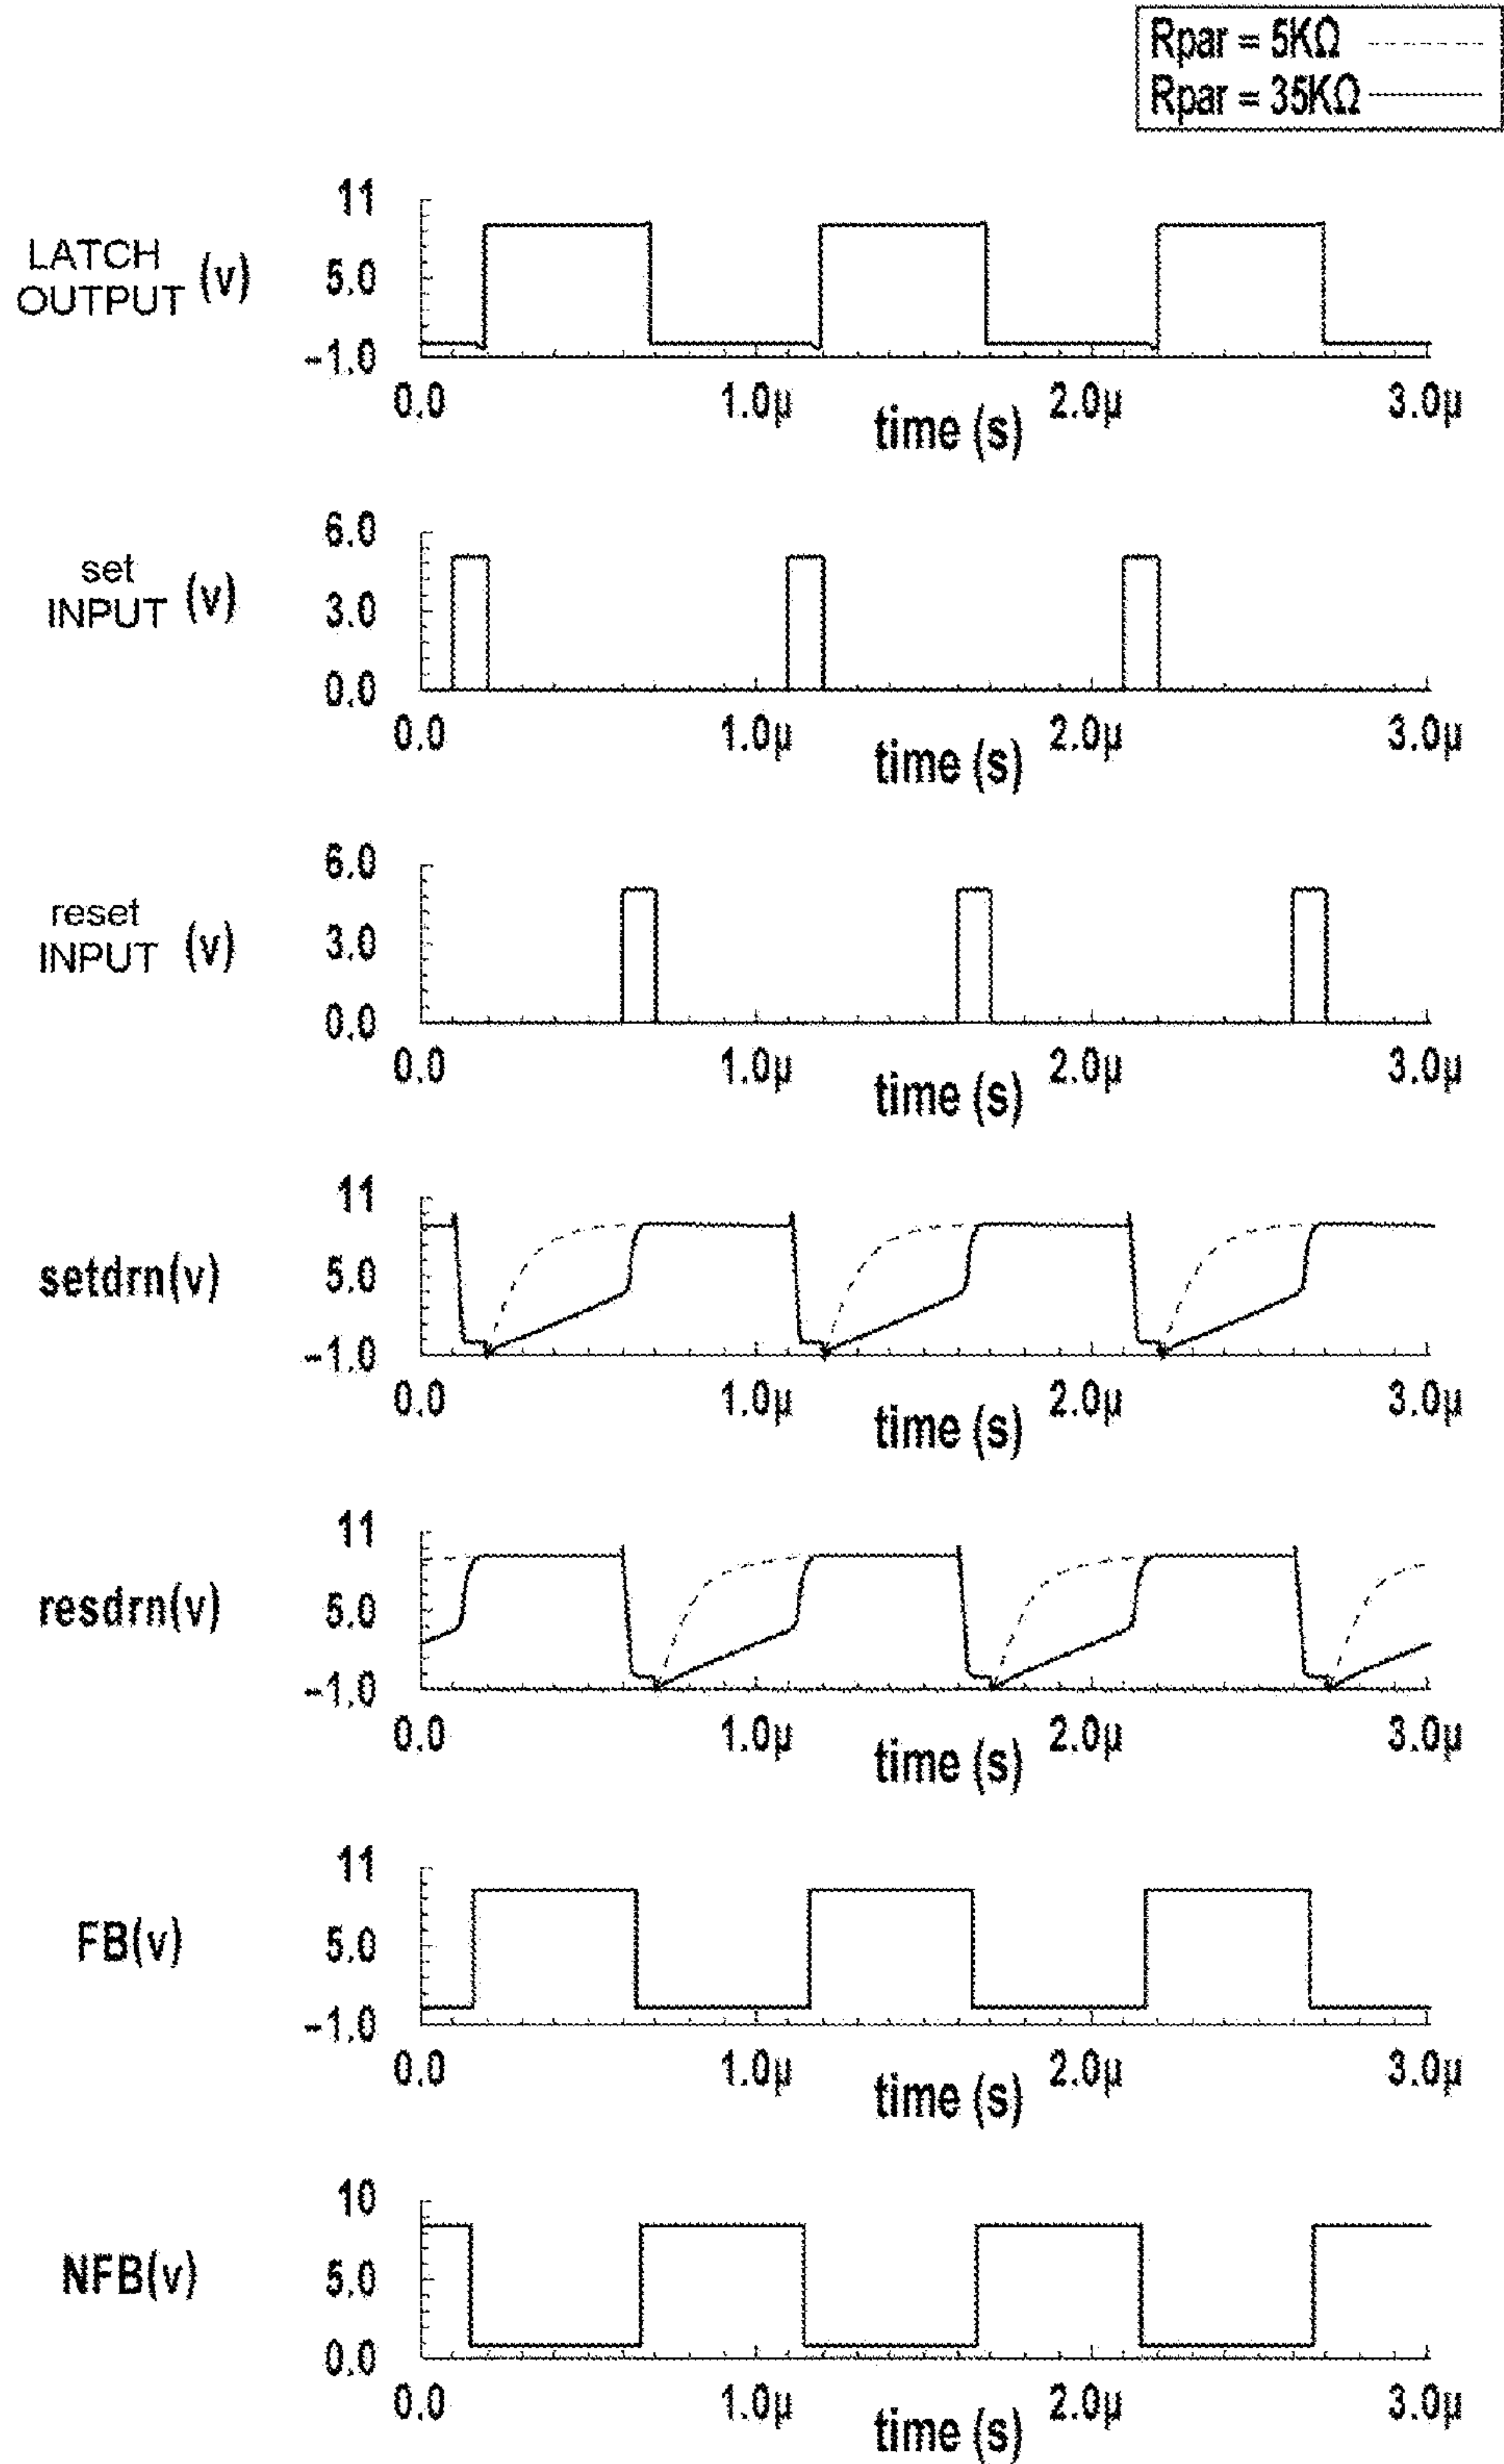 Rpar = 5KΩ
Rpar = 35KΩ
LATCH
OUTPUT (v)
11
5.0
-1.0
0.0 1.0μ 2.0μ 3.0μ
time (s)
set
INPUT (v)
6.0
3.0
0.0
0.0 1.0μ 2.0μ 3.0μ
time (s)
reset
INPUT (v)
6.0
3.0
0.0
0.0 1.0μ 2.0μ 3.0μ
time (s)
setdrn(v)
11
5.0
-1.0
0.0 1.0μ 2.0μ 3.0μ
time (s)
resdrn(v)
11
5.0
-1.0
0.0 1.0μ 2.0μ 3.0μ
time (s)
FB(v)
11
5.0
-1.0
0.0 1.0μ 2.0μ 3.0μ
time (s)
NFB(v)
10
5.0
0.0
0.0 1.0μ 2.0μ 3.0μ
time (s)